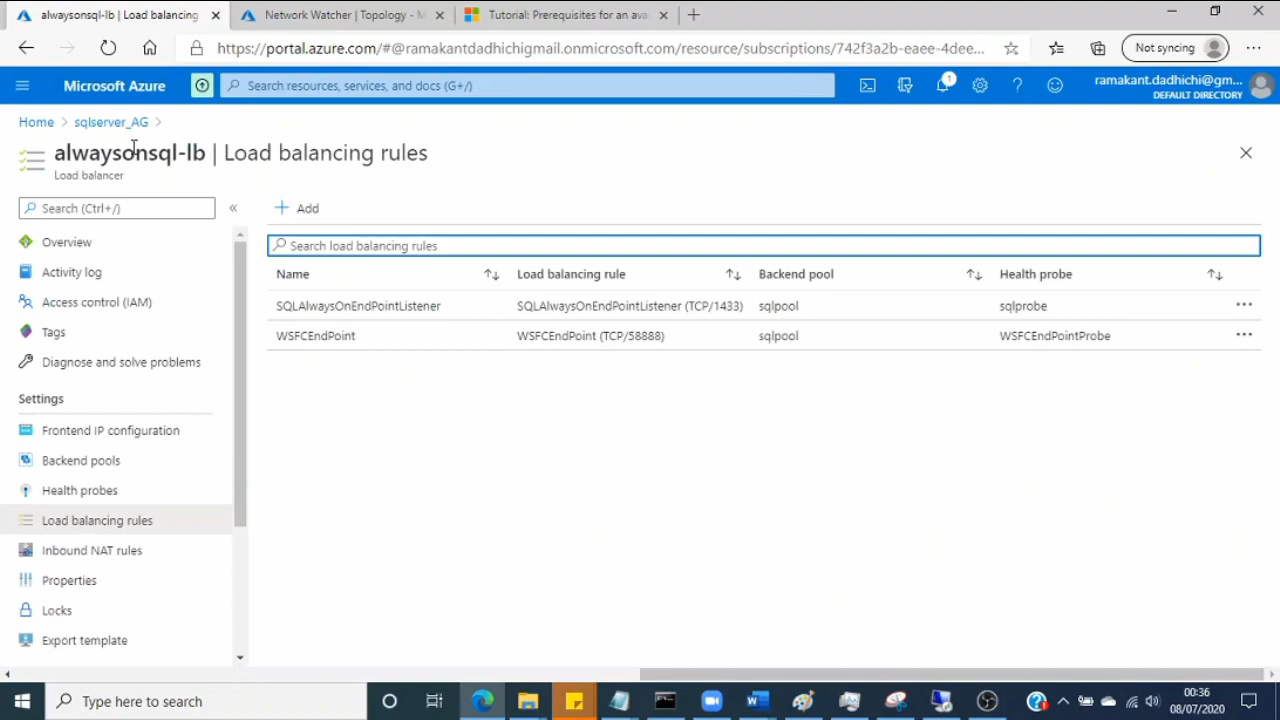 alwaysonsql-lb | Load balancing
Network Watcher | Topology -
Tutorial: Prerequisites for an ava
https://portal.azure.com/#@ramakantdadhichigmail.onmicrosoft.com/resource/subscriptions/742f3a2b-eaee-4dee...
Not syncing
Microsoft Azure
Search resources, services, and docs (G+/)
1
ramakant.dadhichi@gm...
DEFAULT DIRECTORY
Home > sqlserver_AG >
alwaysonsql-lb | Load balancing rules
Load balancer
Search (Ctrl+/)
«
Add
Overview
Activity log
Access control (IAM)
Tags
Diagnose and solve problems
Settings
Frontend IP configuration
Backend pools
Health probes
Load balancing rules
Inbound NAT rules
Properties
Locks
Export template
Search load balancing rules
Name Load balancing rule Backend pool Health probe
SQLAlwaysOnEndPointListener SQLAlwaysOnEndPointListener (TCP/1433) sqlpool sqlprobe
WSFCEndPoint WSFCEndPoint (TCP/58888) sqlpool WSFCEndPointProbe
Type here to search
00:36
08/07/2020